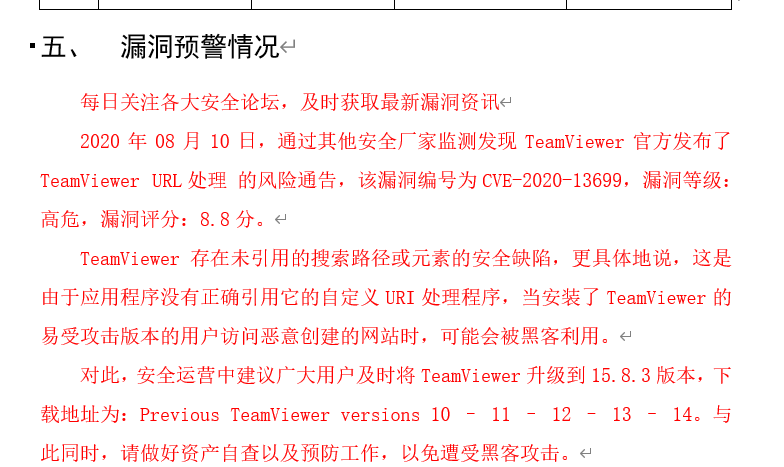 五、 漏洞预警情况
每日关注各大安全论坛，及时获取最新漏洞资讯
2020 年 08 月 10 日，通过其他安全厂家监测发现 TeamViewer 官方发布了
TeamViewer URL 处理 的风险通告，该漏洞编号为 CVE-2020-13699，漏洞等级：
高危，漏洞评分：8.8 分。
TeamViewer 存在未引用的搜索路径或元素的安全缺陷，更具体地说，这是
由于应用程序没有正确引用它的自定义 URI 处理程序，当安装了 TeamViewer 的
易受攻击版本的用户访问恶意创建的网站时，可能会被黑客利用。
对此，安全运营中建议广大用户及时将 TeamViewer 升级到 15.8.3 版本，下
载地址为：Previous TeamViewer versions 10 – 11 – 12 – 13 – 14。与
此同时，请做好资产自查以及预防工作，以免遭受黑客攻击。